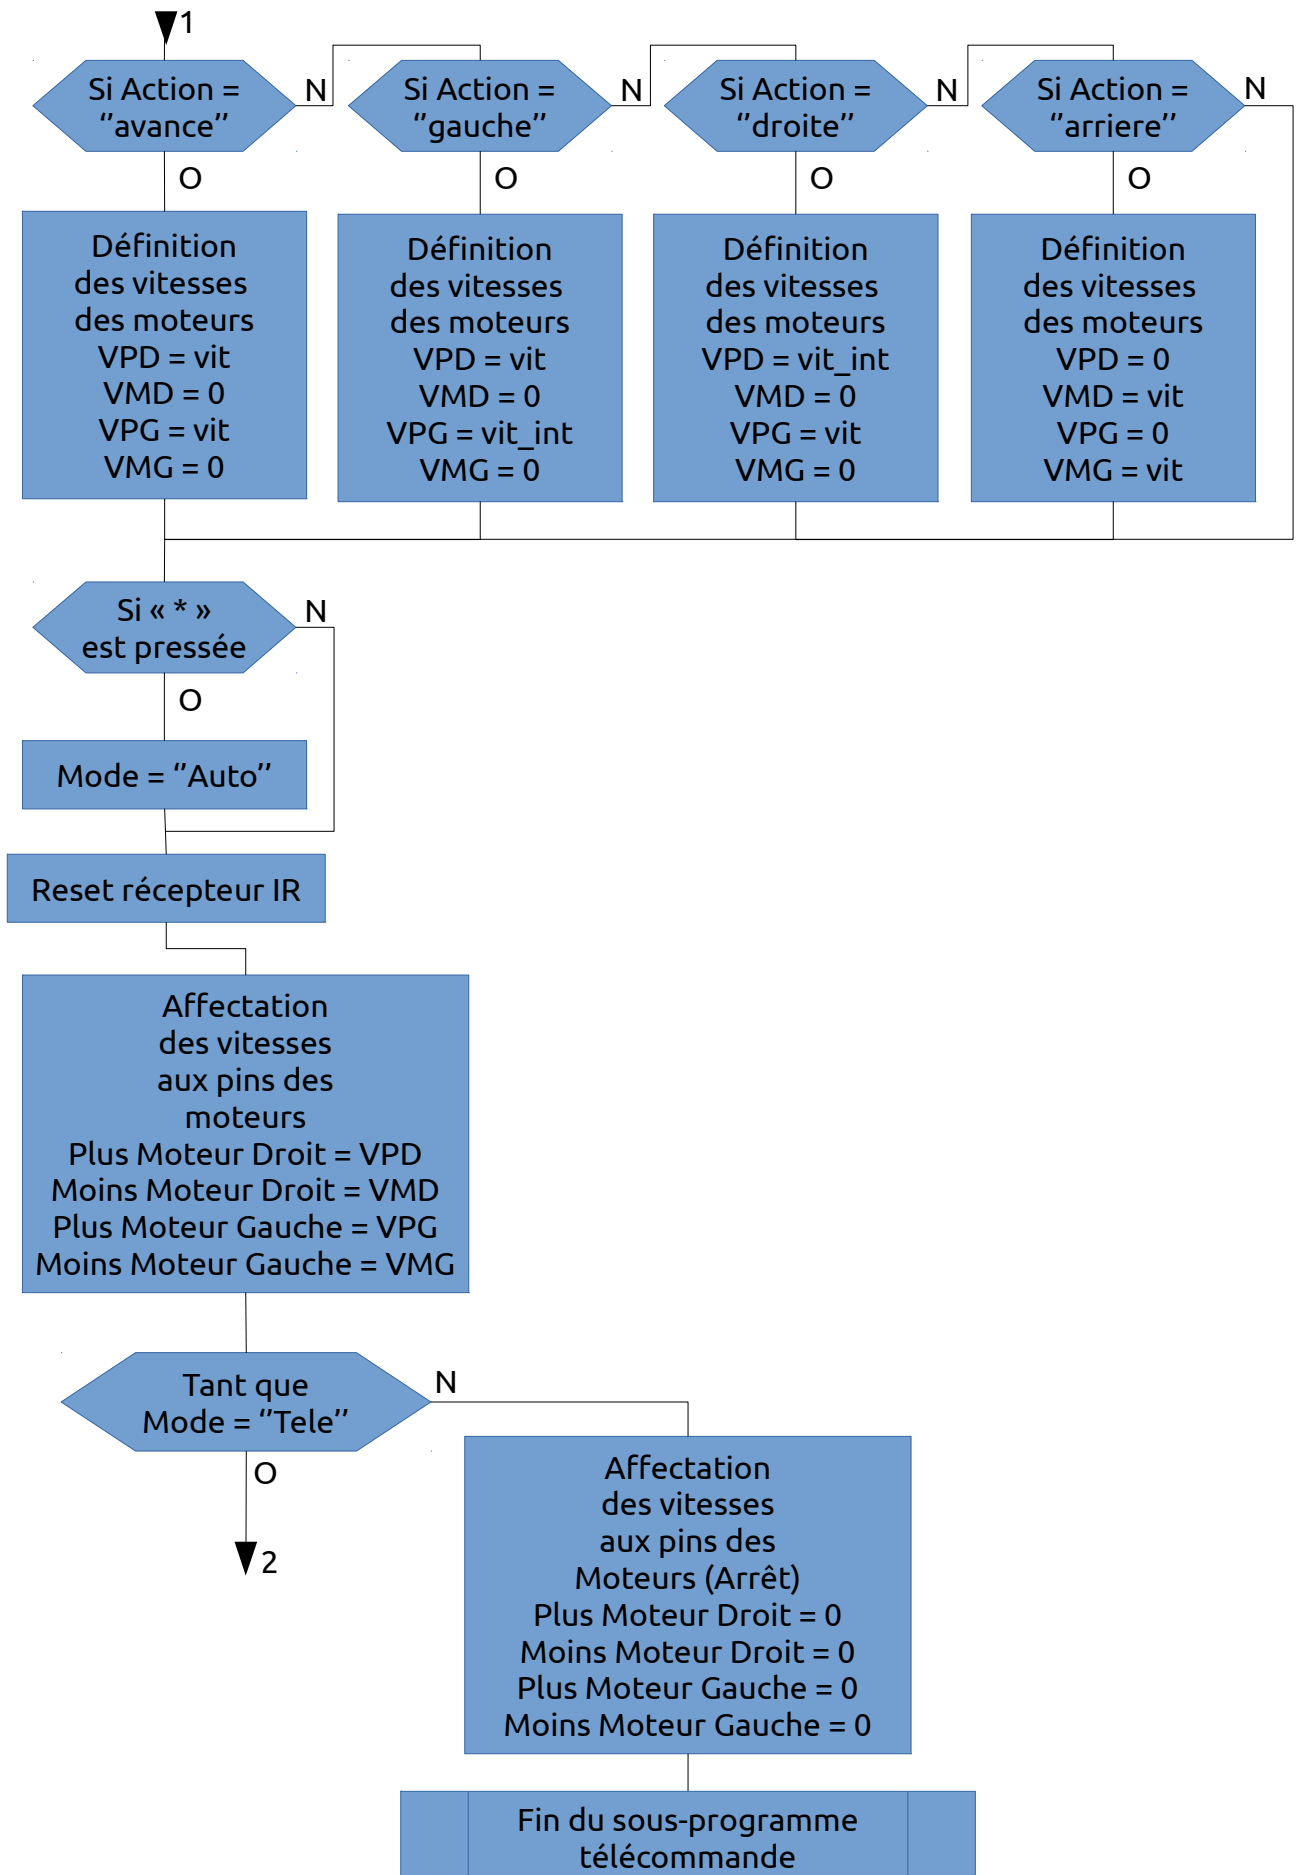 1
Si Action =
‘’avance’’
N
Si Action =
‘’gauche’’
N
Si Action =
‘’droite’’
N
Si Action =
‘’arriere’’
N
O
O
O
O
Définition
des vitesses
des moteurs
VPD = vit
VMD = 0
VPG = vit
VMG = 0
Définition
des vitesses
des moteurs
VPD = vit
VMD = 0
VPG = vit_int
VMG = 0
Définition
des vitesses
des moteurs
VPD = vit_int
VMD = 0
VPG = vit
VMG = 0
Définition
des vitesses
des moteurs
VPD = 0
VMD = vit
VPG = 0
VMG = vit
Si « * »
est pressée
N
O
Mode = ‘’Auto’’
Reset récepteur IR
Affectation
des vitesses
aux pins des
moteurs
Plus Moteur Droit = VPD
Moins Moteur Droit = VMD
Plus Moteur Gauche = VPG
Moins Moteur Gauche = VMG
Tant que
Mode = ‘’Tele’’
N
O
2
Affectation
des vitesses
aux pins des
Moteurs (Arrêt)
Plus Moteur Droit = 0
Moins Moteur Droit = 0
Plus Moteur Gauche = 0
Moins Moteur Gauche = 0
Fin du sous-programme
télécommande